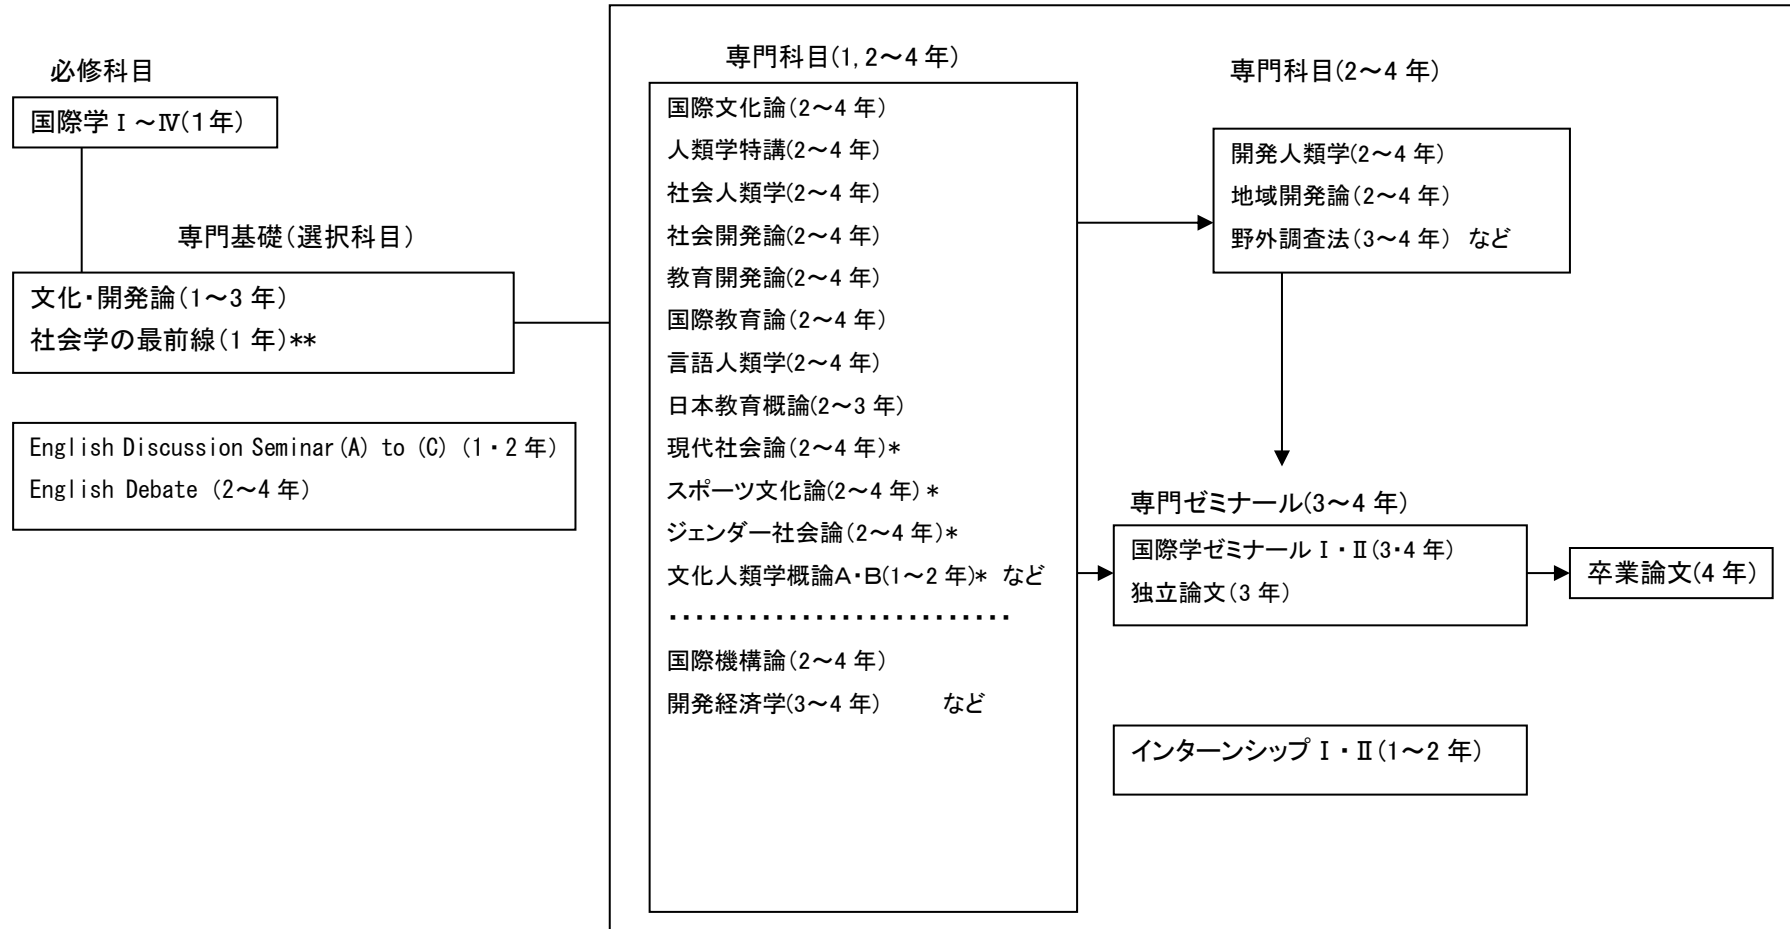 必修科目
国際学Ⅰ~Ⅳ(1年)
専門基礎(選択科目)
文化・開発論(1~3 年)
社会学の最前線(1 年)**
English Discussion Seminar(A) to (C) (1・2 年)
English Debate (2~4 年)
専門科目(1, 2~4 年)
国際文化論(2~4 年)
人類学特講(2~4 年)
社会人類学(2~4 年)
社会開発論(2~4 年)
教育開発論(2~4 年)
国際教育論(2~4 年)
言語人類学(2~4 年)
日本教育概論(2~3 年)
現代社会論(2~4 年)*
スポーツ文化論(2~4 年) *
ジェンダー社会論(2~4 年)*
文化人類学概論A・B(1~2 年)* など
・・・・・・・・・・・・・・・・・・・・・・・・・・
国際機構論(2~4 年)
開発経済学(3~4 年) など
専門科目(2~4 年)
開発人類学(2~4 年)
地域開発論(2~4 年)
野外調査法(3~4 年) など
専門ゼミナール(3~4 年)
国際学ゼミナールⅠ・Ⅱ(3・4 年)
独立論文(3 年)
卒業論文(4 年)
インターンシップⅠ・Ⅱ(1~2 年)